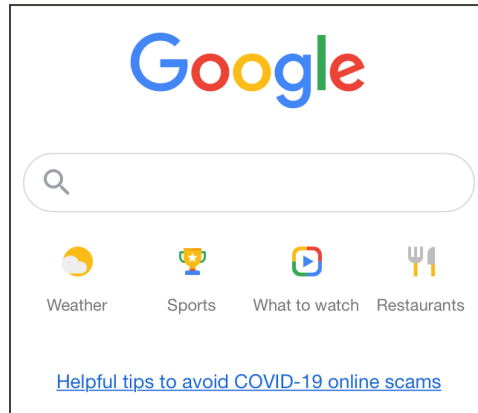 Google
Weather Sports What to watch Restaurants
Helpful tips to avoid COVID-19 online scams